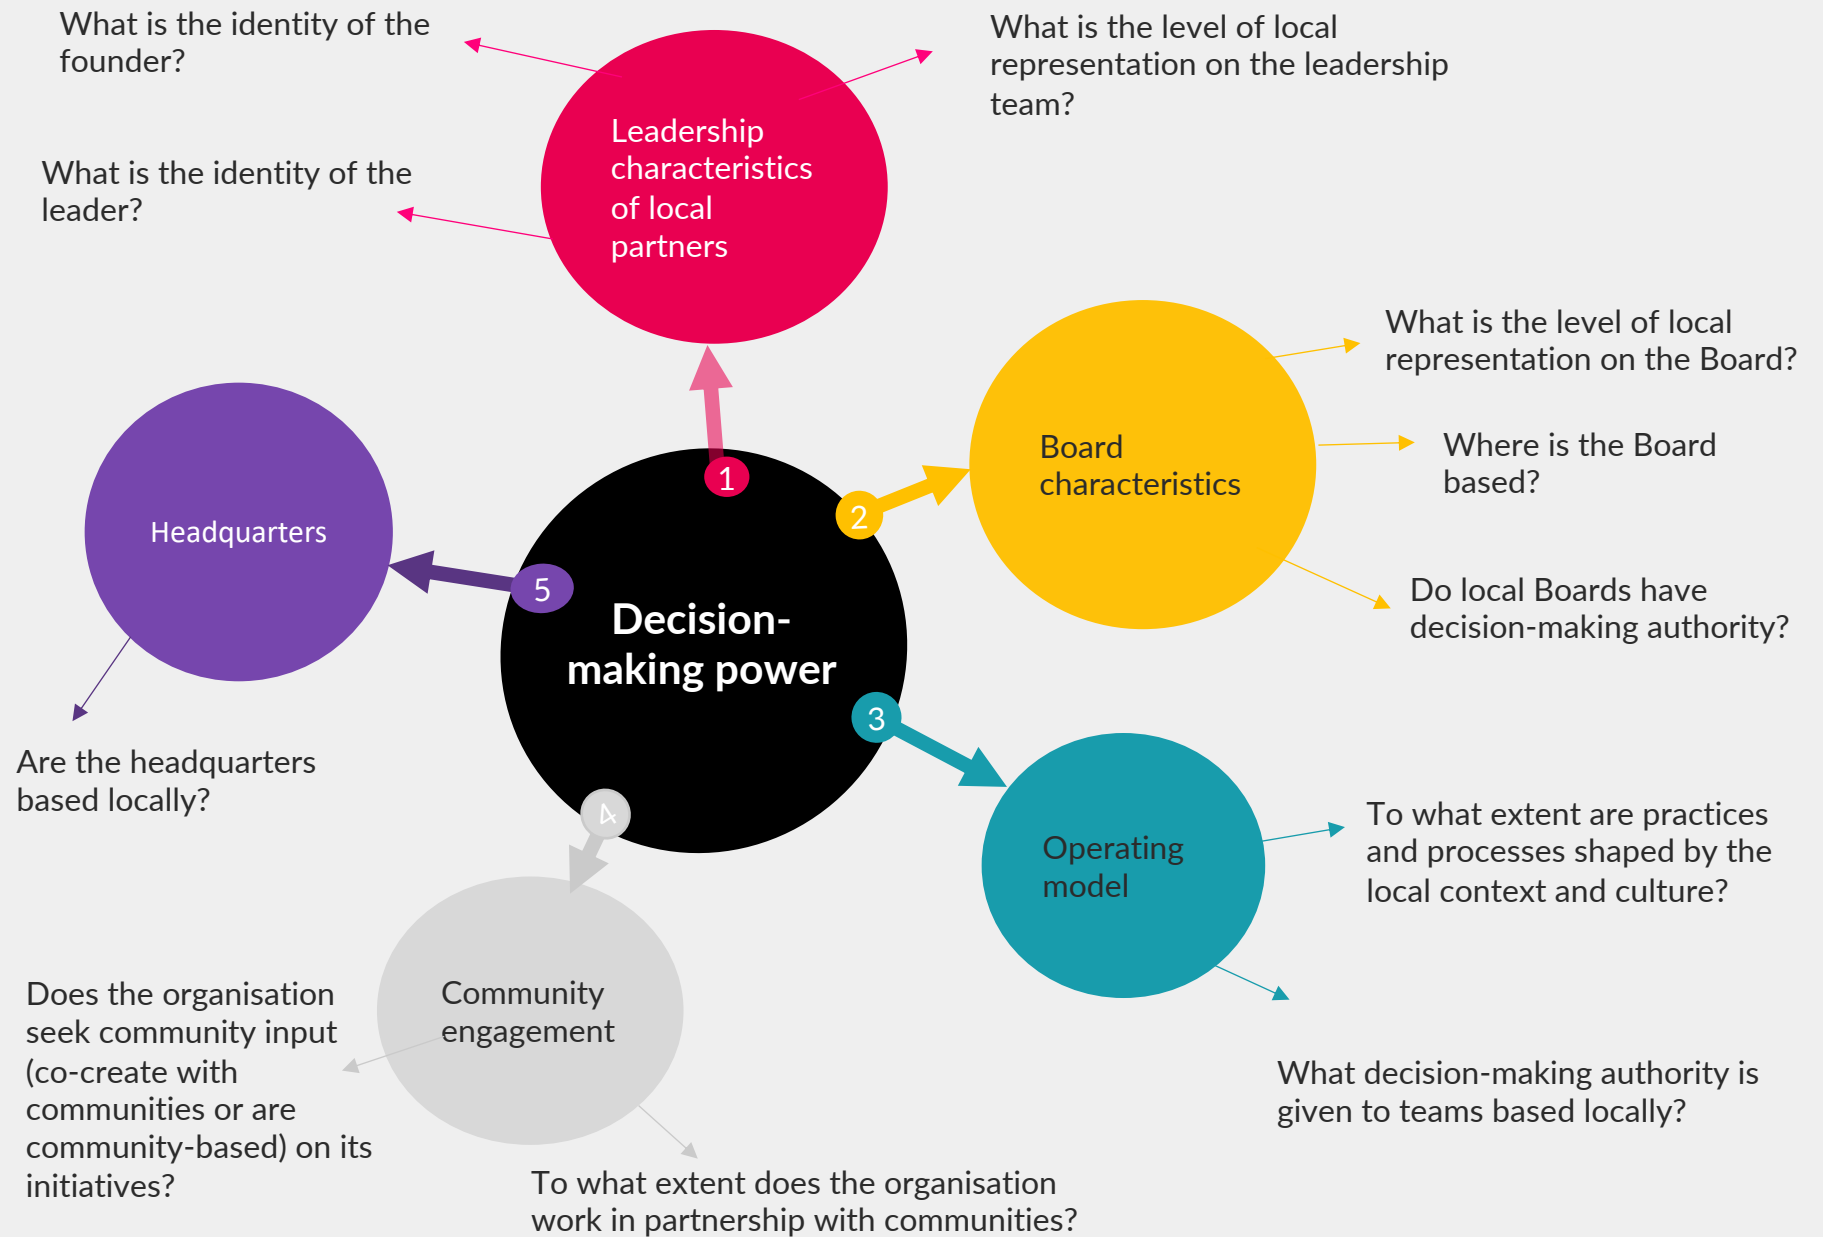 What is the identity of the
founder?
What is the level of local
representation on the leadership
team?
Leadership
characteristics
of local
partners
What is the identity of the
leader?
What is the level of local
representation on the Board?
Board
characteristics
Where is the Board
based?
Do local Boards have
decision-making authority?
Headquarters
1
2
5
Decision-
making power
3
4
Are the headquarters
based locally?
Operating
model
To what extent are practices
and processes shaped by the
local context and culture?
What decision-making authority is
given to teams based locally?
Community
engagement
Does the organisation
seek community input
(co-create with
communities or are
community-based) on its
initiatives?
To what extent does the organisation
work in partnership with communities?